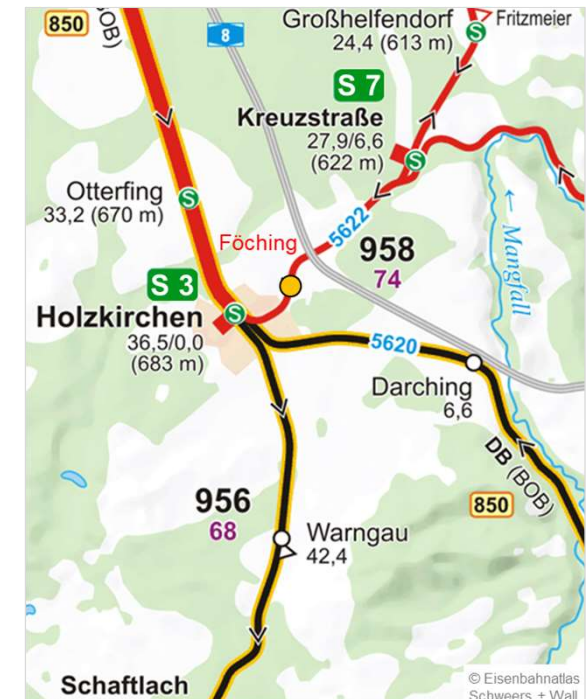 850
BOB)
8
Großhelfendorf
24,4 (613 m)
Fritzmeier
S
S 7
Kreuzstraße
27,9/6,6
(622 m)
S
Otterfing
33,2 (670 m)
S
Föching
5622
958
74
← Mangfall
S 3
Holzkirchen
36,5/0,0
(683 m)
S
5620
Darching
6,6
DB (BOB)
850
956
68
Warngau
42,4
Schaftlach
© Eisenbahnatlas
Schweers + Wall